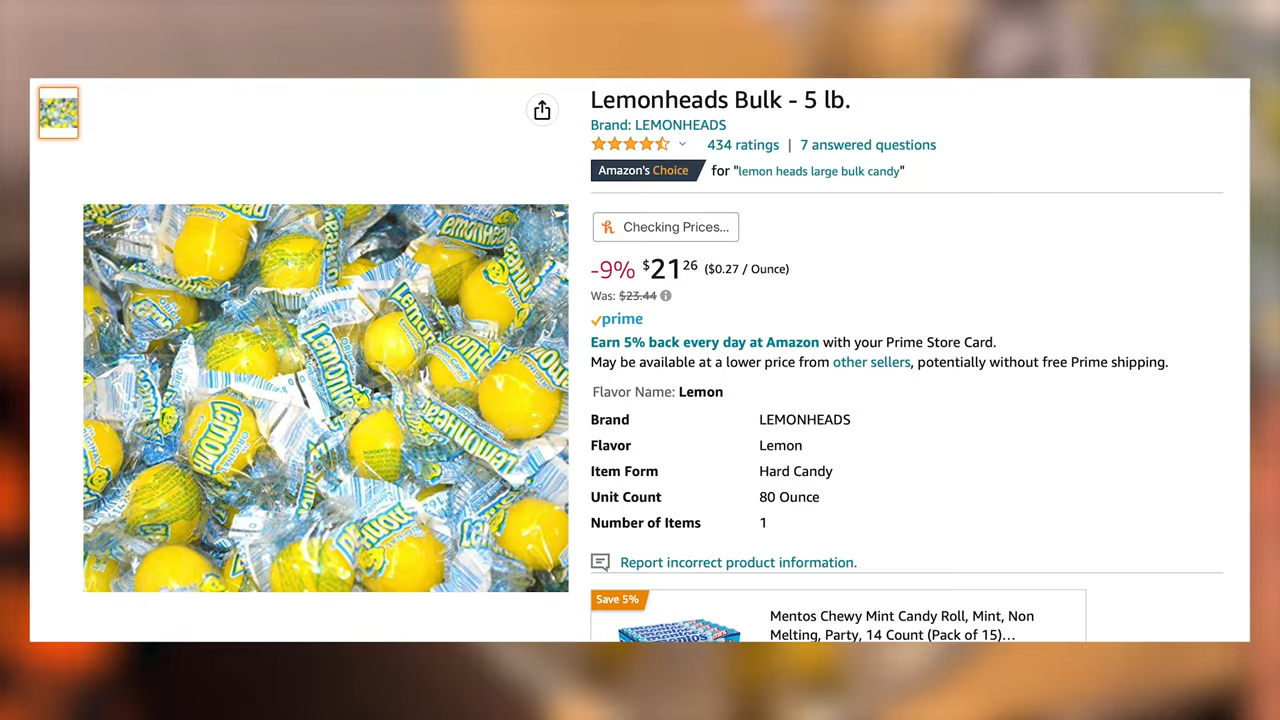 Lemonheads Bulk - 5 lb.
Brand: LEMONHEADS
434 ratings | 7 answered questions
Amazon's Choice for "lemon heads large bulk candy"
Checking Prices...
-9% $21 26 ($0.27 / Ounce)
Was: $23.44
prime
Earn 5% back every day at Amazon with your Prime Store Card.
May be available at a lower price from other sellers, potentially without free Prime shipping.
Flavor Name: Lemon
Brand LEMONHEADS
Flavor Lemon
Item Form Hard Candy
Unit Count 80 Ounce
Number of Items 1
Report incorrect product information.
Save 5%
Mentos Chewy Mint Candy Roll, Mint, Non
Melting, Party, 14 Count (Pack of 15)...